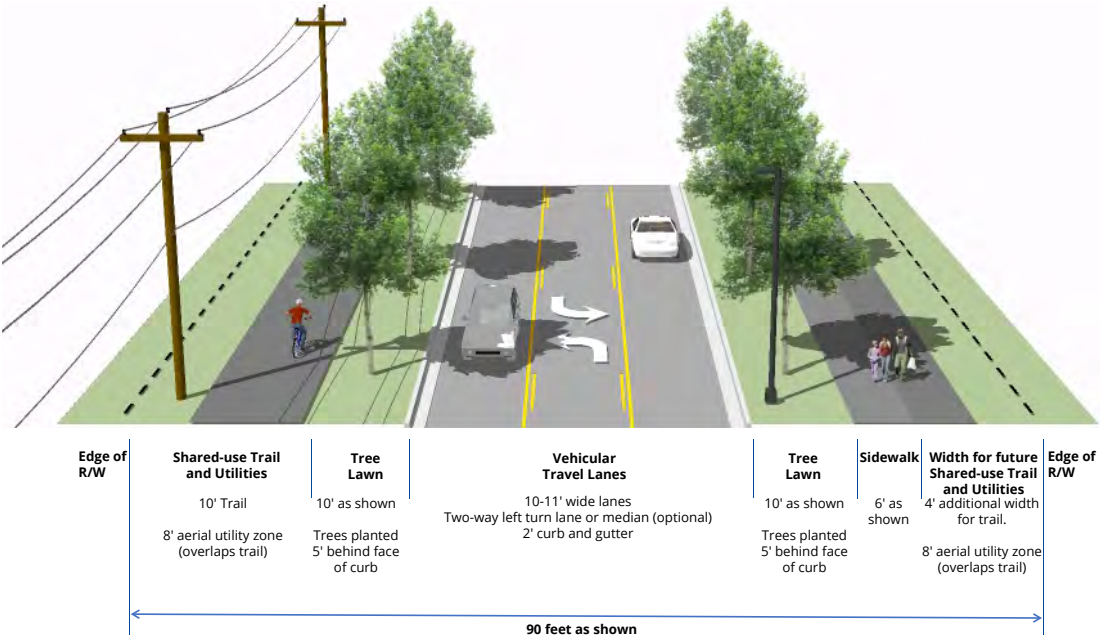 Edge of
R/W
Shared-use Trail
and Utilities
10' Trail
8' aerial utility zone
(overlaps trail)
Tree
Lawn
10' as shown
Trees planted
5' behind face
of curb
Vehicular
Travel Lanes
10-11' wide lanes
Two-way left turn lane or median (optional)
2' curb and gutter
Tree
Lawn
10' as shown
Trees planted
5' behind face
of curb
Sidewalk
6' as
shown
Width for future
Shared-use Trail
and Utilities
4' additional width
for trail.
8' aerial utility zone
(overlaps trail)
Edge of
R/W
90 feet as shown